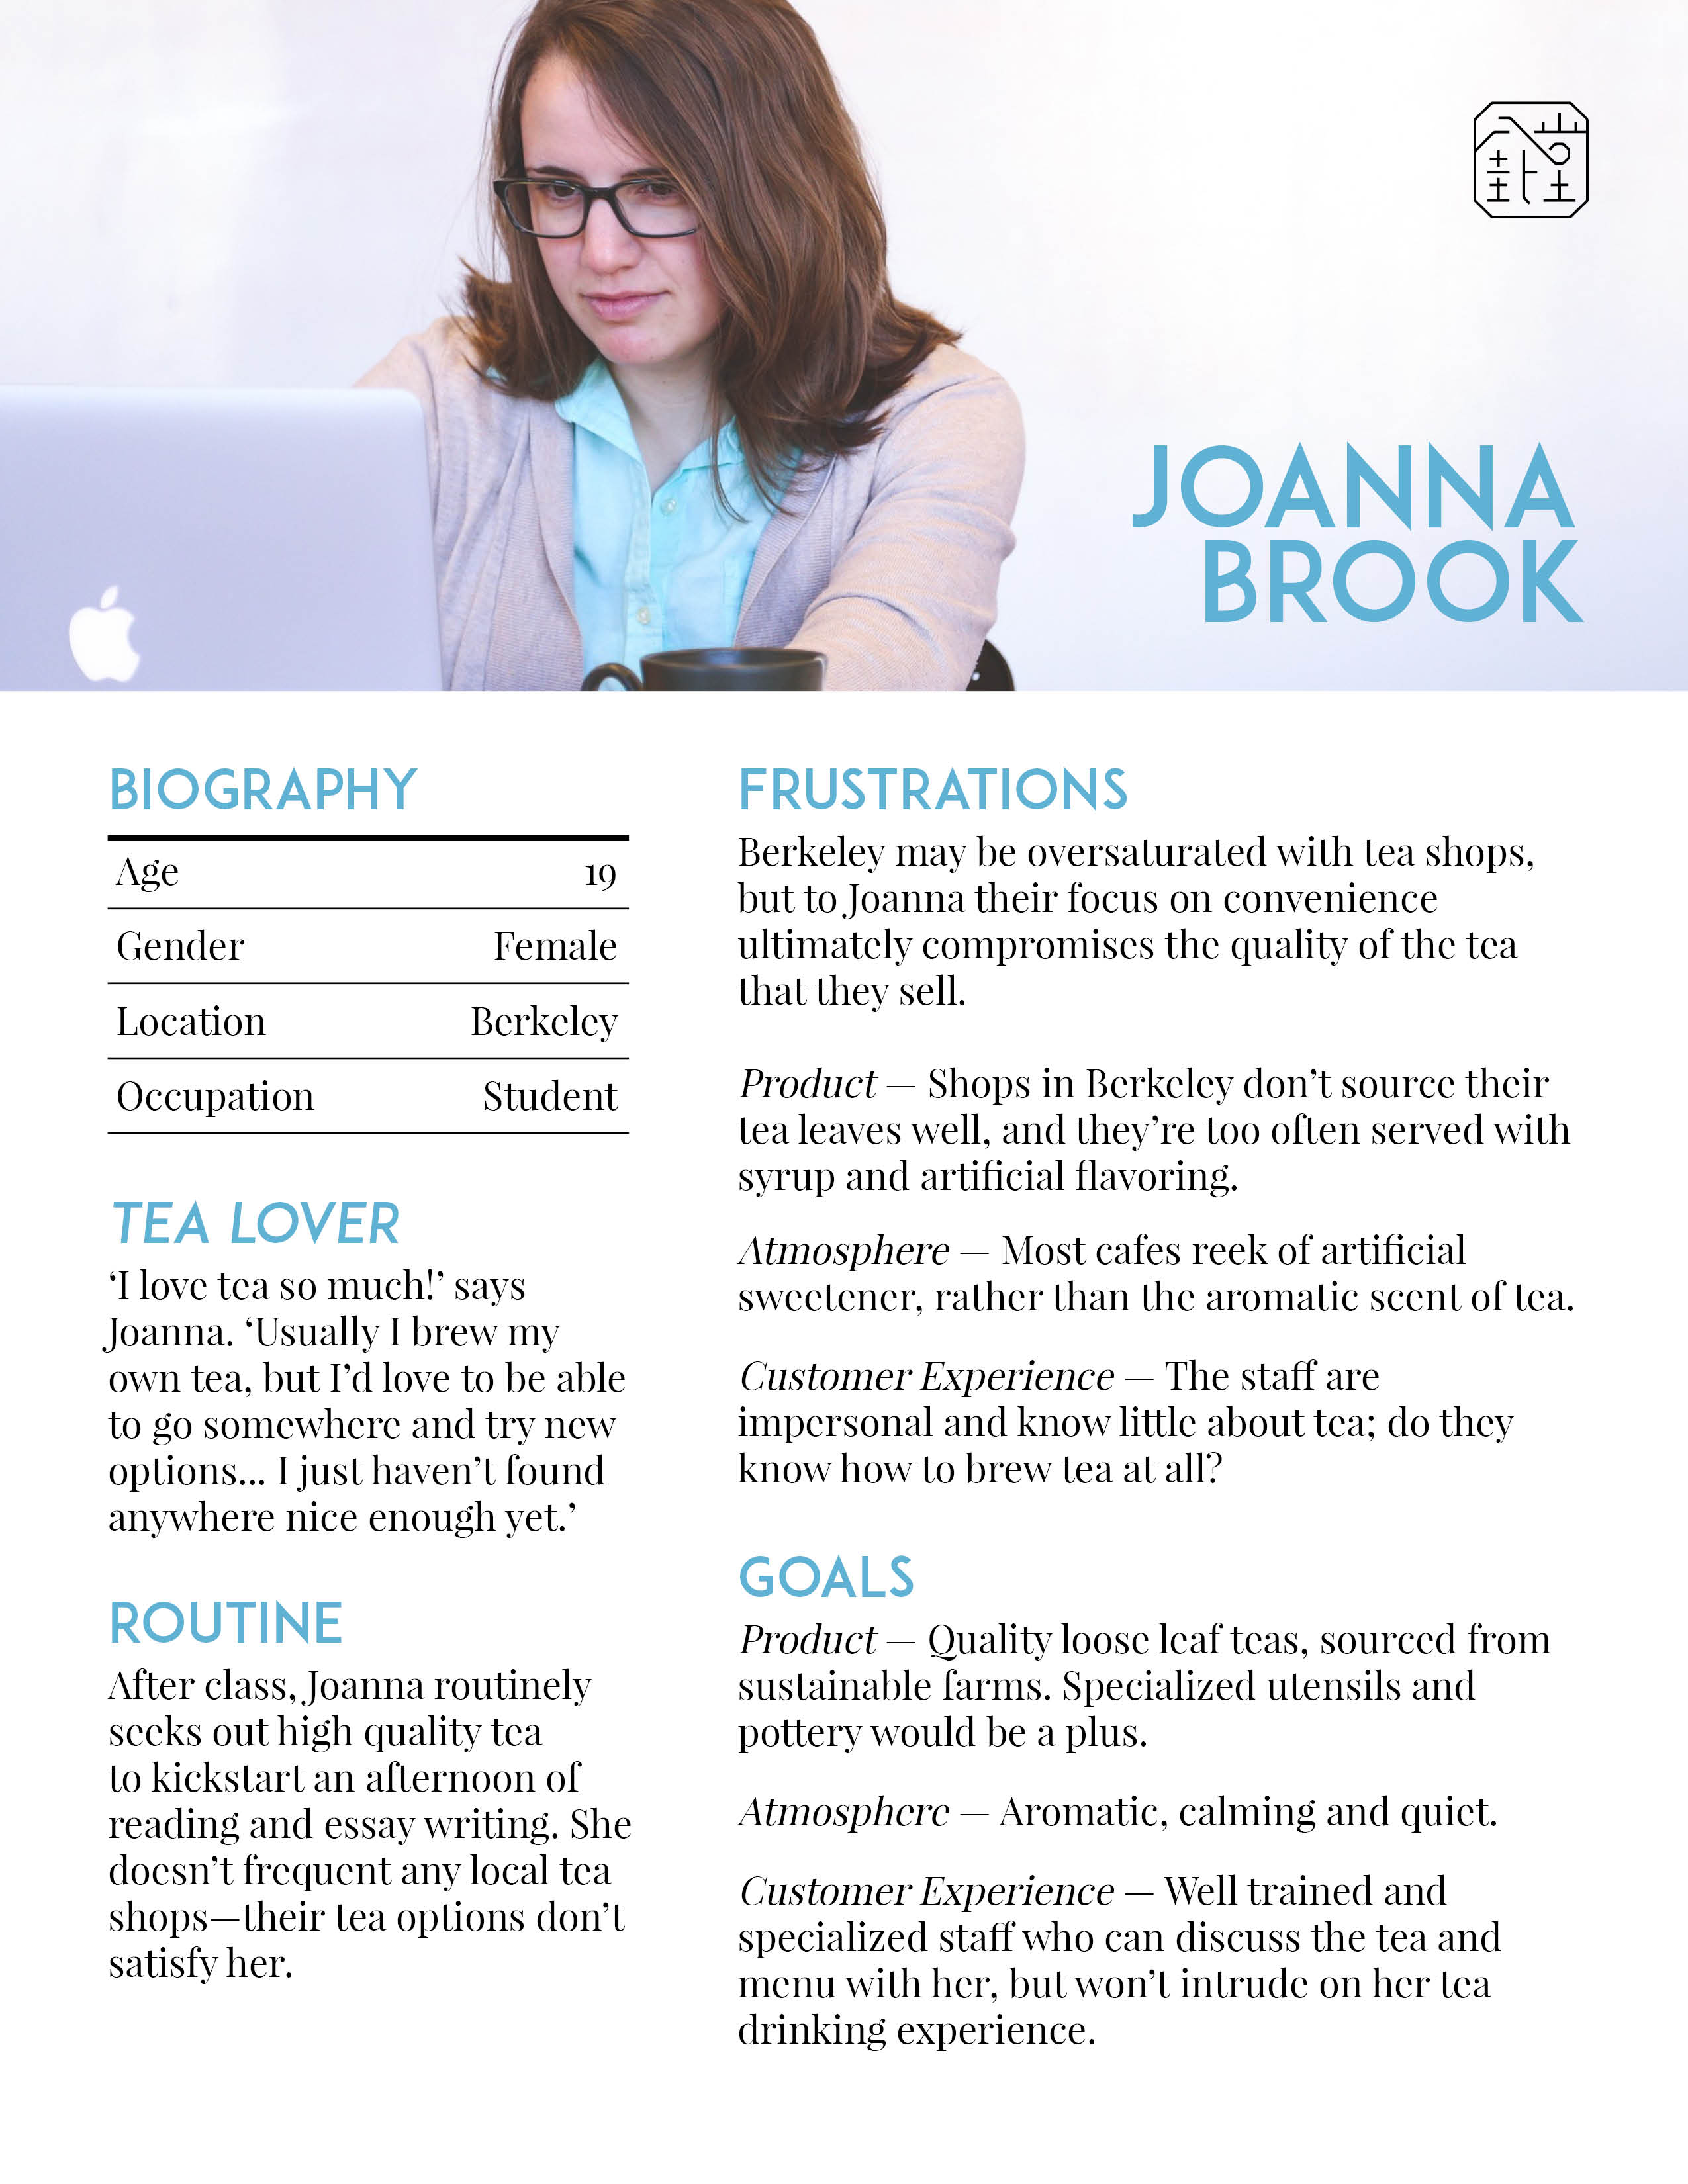 JOANNA
BROOK
BIOGRAPHY
Age 19
Gender Female
Location Berkeley
Occupation Student
TEA LOVER
‘I love tea so much!’ says
Joanna. ‘Usually I brew my
own tea, but I’d love to be able
to go somewhere and try new
options... I just haven’t found
anywhere nice enough yet.’
ROUTINE
After class, Joanna routinely
seeks out high quality tea
to kickstart an afternoon of
reading and essay writing. She
doesn’t frequent any local tea
shops—their tea options don’t
satisfy her.
FRUSTRATIONS
Berkeley may be oversaturated with tea shops,
but to Joanna their focus on convenience
ultimately compromises the quality of the tea
that they sell.
Product — Shops in Berkeley don’t source their
tea leaves well, and they’re too often served with
syrup and artificial flavoring.
Atmosphere — Most cafes reek of artificial
sweetener, rather than the aromatic scent of tea.
Customer Experience — The staff are
impersonal and know little about tea; do they
know how to brew tea at all?
GOALS
Product — Quality loose leaf teas, sourced from
sustainable farms. Specialized utensils and
pottery would be a plus.
Atmosphere — Aromatic, calming and quiet.
Customer Experience — Well trained and
specialized staff who can discuss the tea and
menu with her, but won’t intrude on her tea
drinking experience.